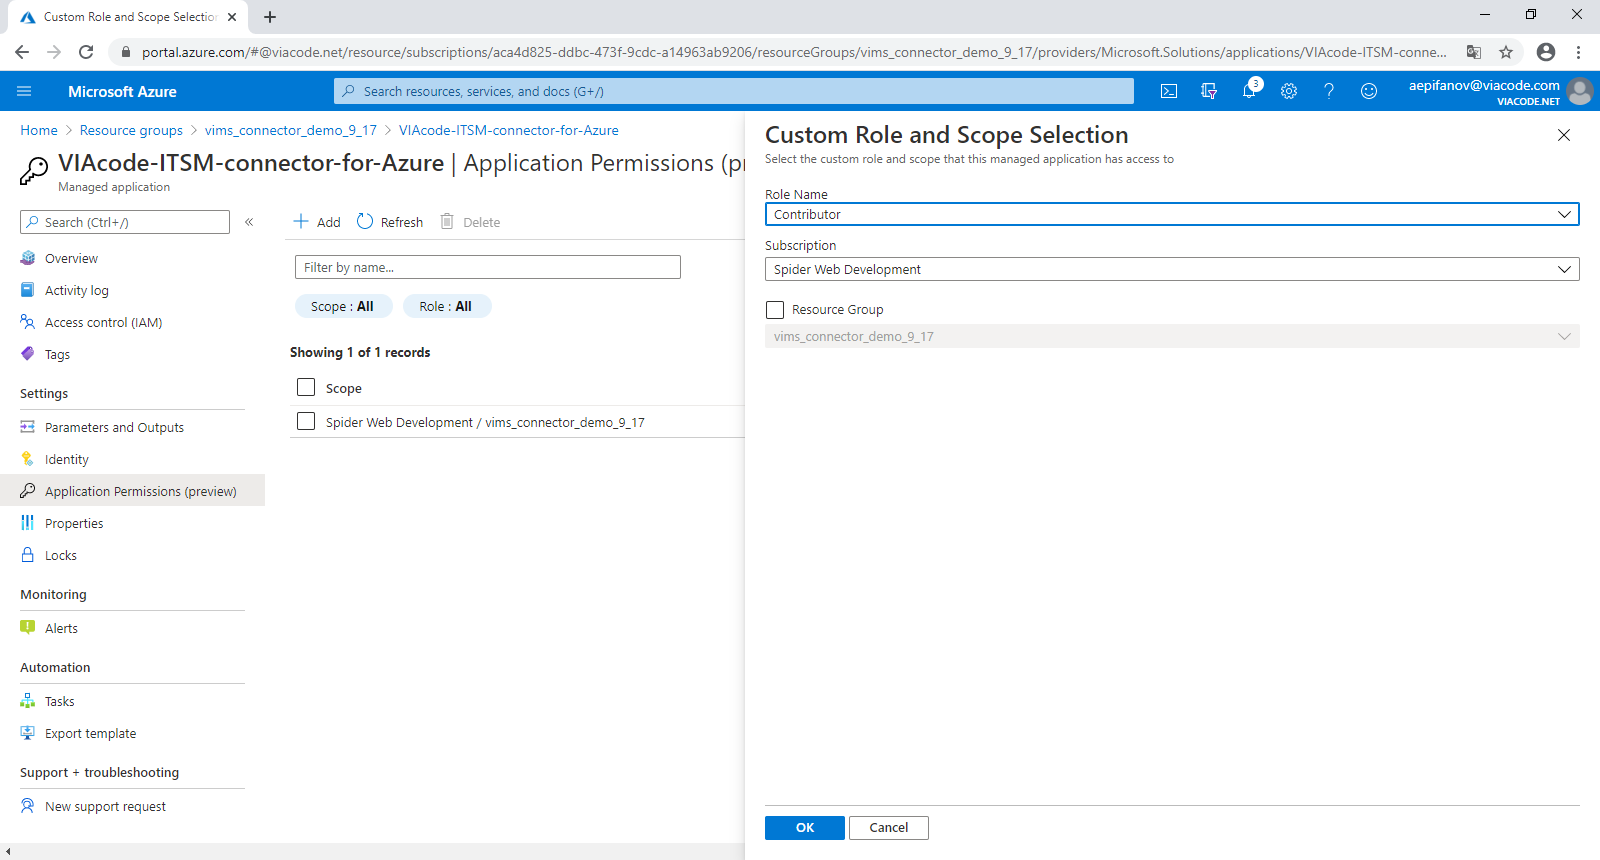 Custom Role and Scope Selection
portal.azure.com/#@viacode.net/resource/subscriptions/aca4d825-ddbc-473f-9cdc-a14963ab9206/resourceGroups/vims_connector_demo_9_17/providers/Microsoft.Solutions/applications/VIAcode-ITSM-conne...
Microsoft Azure
Search resources, services, and docs (G+/)
3
aepifanov@viacode.com
VIACODE.NET
Home > Resource groups > vims_connector_demo_9_17 > VIAcode-ITSM-connector-for-Azure
VIAcode-ITSM-connector-for-Azure | Application Permissions (pr
Managed application
Search (Ctrl+/)
«
Overview
Activity log
Access control (IAM)
Tags
Settings
Parameters and Outputs
Identity
Application Permissions (preview)
Properties
Locks
Monitoring
Alerts
Automation
Tasks
Export template
Support + troubleshooting
New support request
Add
Refresh
Delete
Filter by name...
Scope : All
Role : All
Showing 1 of 1 records
Scope
Spider Web Development / vims_connector_demo_9_17
Custom Role and Scope Selection
Select the custom role and scope that this managed application has access to
Role Name
Contributor
Subscription
Spider Web Development
Resource Group
vims_connector_demo_9_17
OK
Cancel